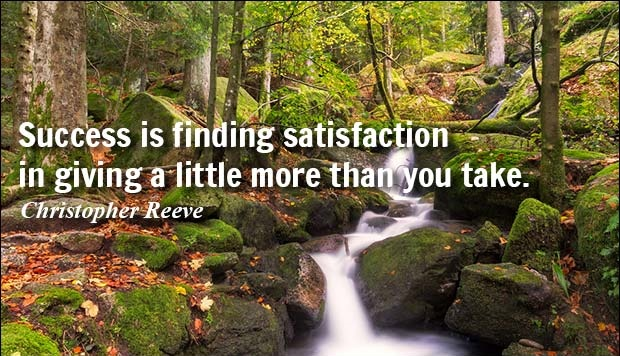 Success is finding satisfaction
in giving a little more than you take.
Christopher Reeve